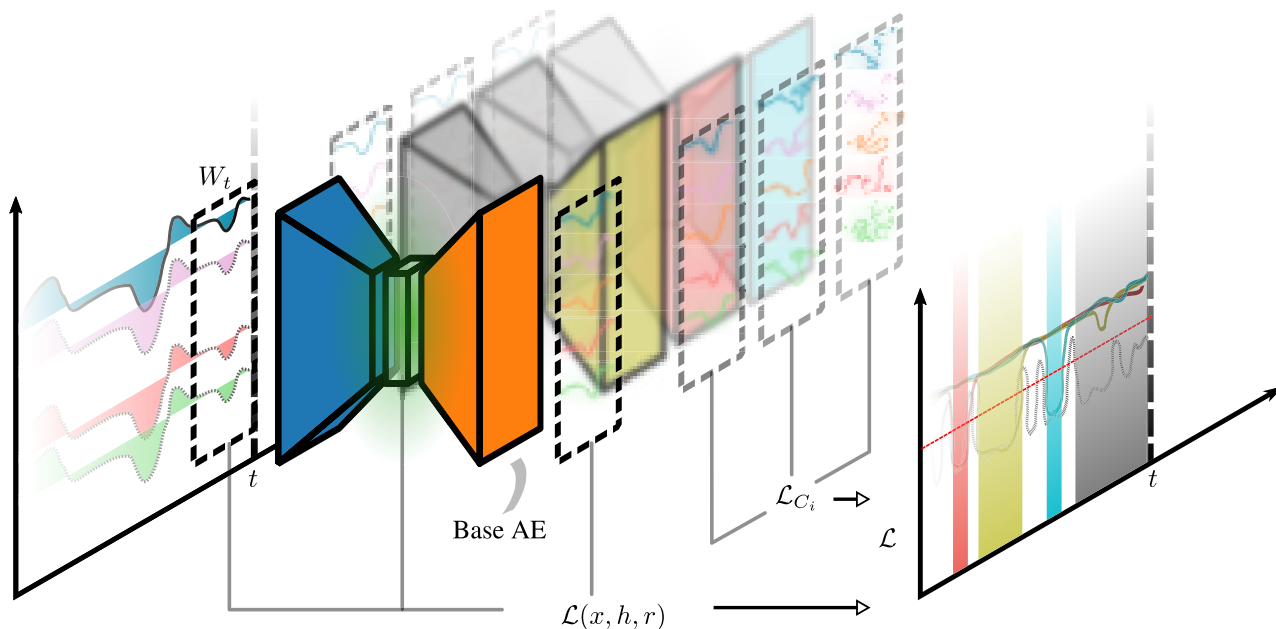 W_t
t
Base AE
ℒ_{C_i}
ℒ(x, h, r)
ℒ
t